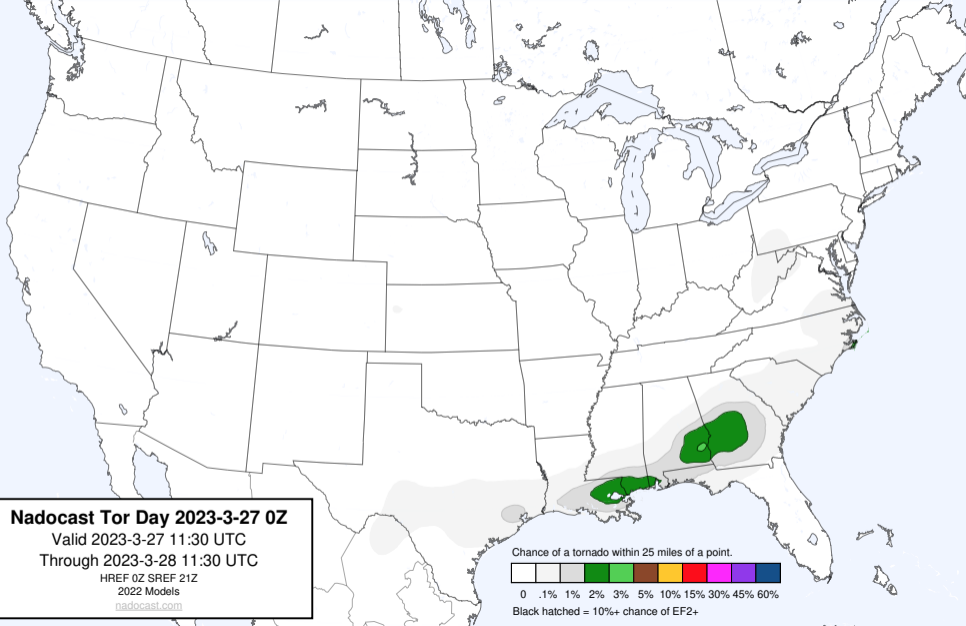 Nadocast Tor Day 2023-3-27 0Z
Valid 2023-3-27 11:30 UTC
Through 2023-3-28 11:30 UTC
HREF 0Z SREF 21Z
2022 Models
nadocast.com
Chance of a tornado within 25 miles of a point.
0 .1% 1% 2% 3% 5% 10% 15% 30% 45% 60%
Black hatched = 10%+ chance of EF2+